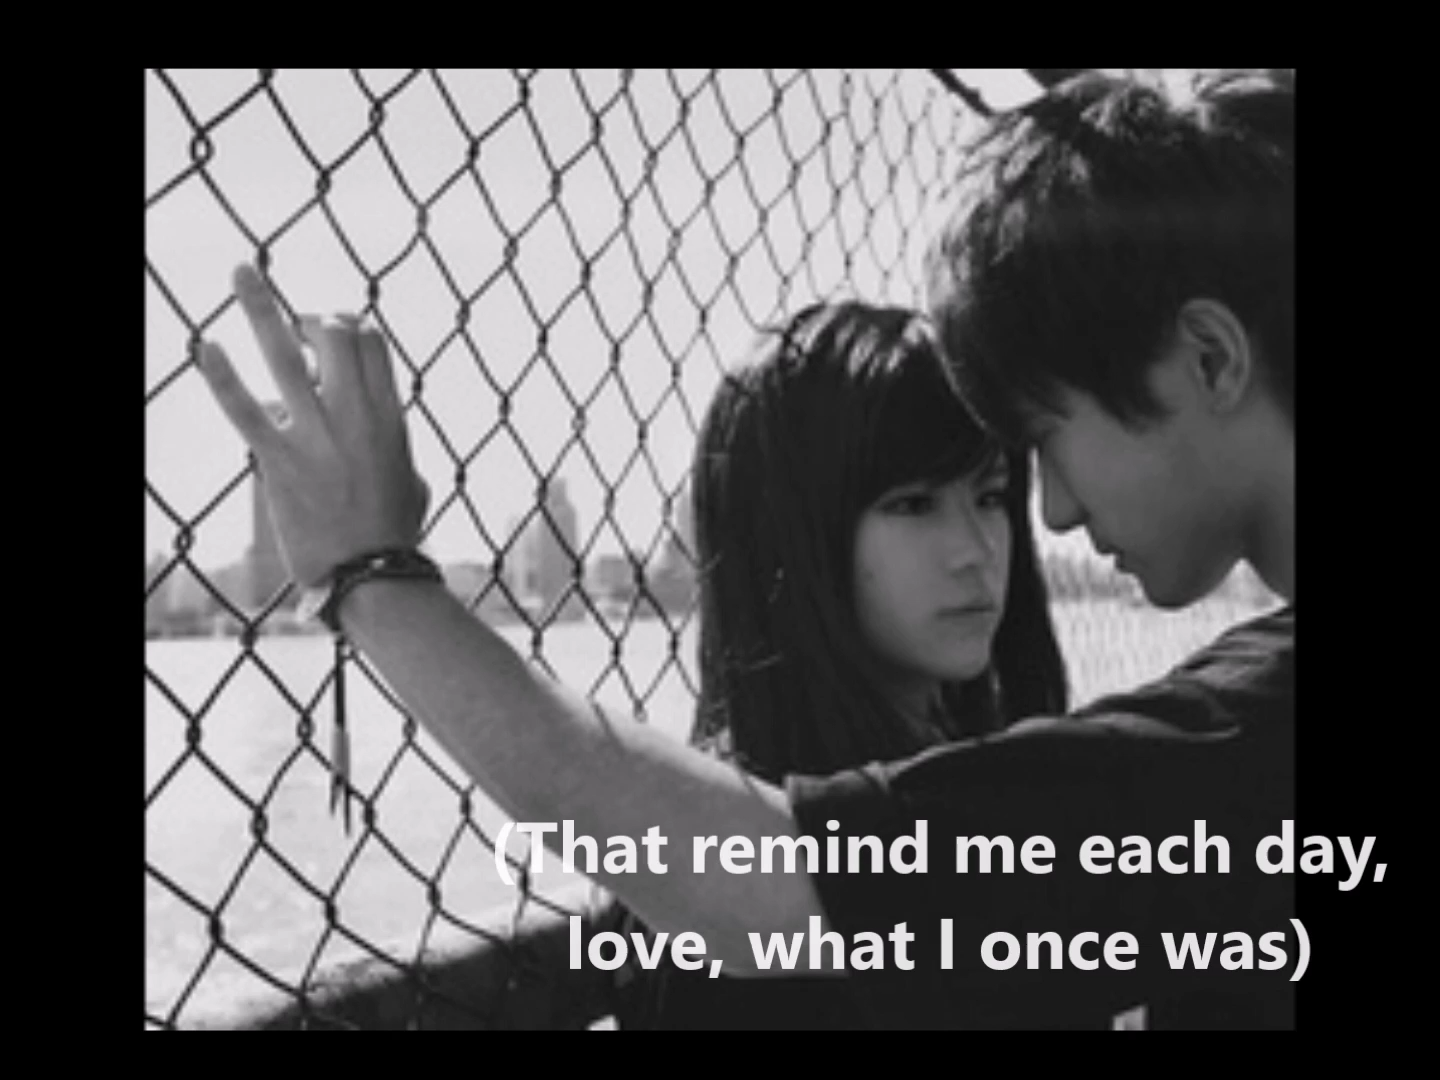 (That remind me each day,
love, what I once was)